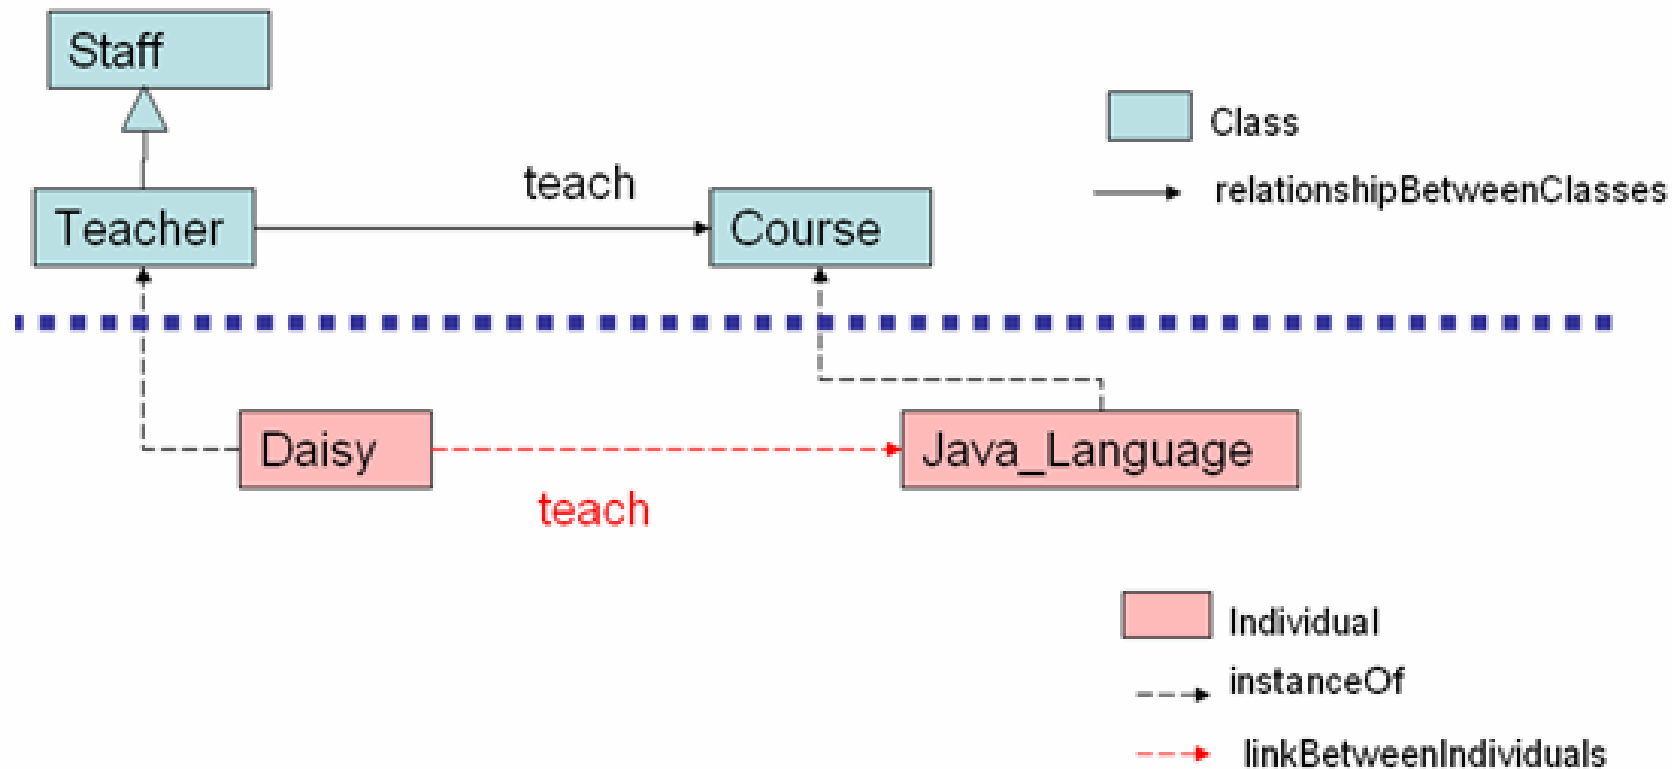 Staff
Class
teach
relationshipBetweenClasses
Teacher
Course
Daisy
Java_Language
teach
Individual
instanceOf
linkBetweenIndividuals